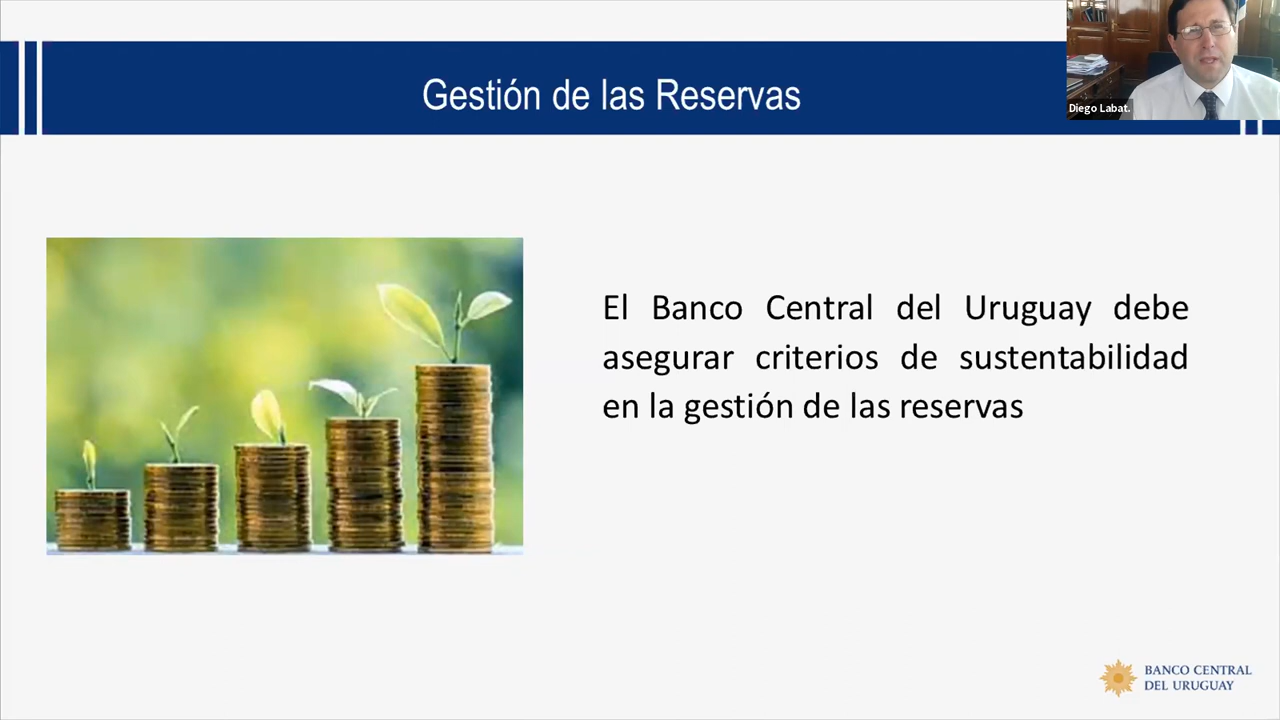 Gestión de las Reservas
Diego Labat.
El Banco Central del Uruguay debe
asegurar criterios de sustentabilidad
en la gestión de las reservas
BANCO CENTRAL
DEL URUGUAY